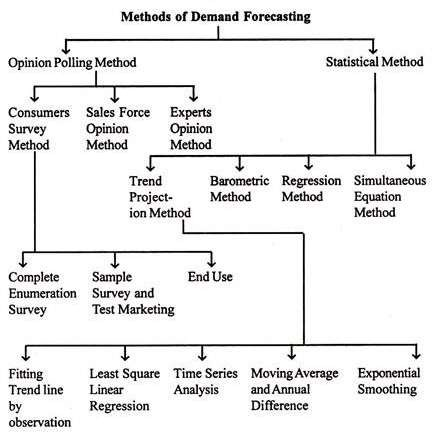 Methods of Demand Forecasting
Opinion Polling Method
Statistical Method
Consumers
Survey
Method
Sales Force
Opinion
Method
Experts
Opinion
Method
Trend
Project-
ion Method
Barometric
Method
Regression
Method
Simultaneous
Equation
Method
Complete
Enumeration
Survey
Sample
Survey and
Test Marketing
End Use
Fitting
Trend line
by
observation
Least Square
Linear
Regression
Time Series
Analysis
Moving Average
and Annual
Difference
Exponential
Smoothing